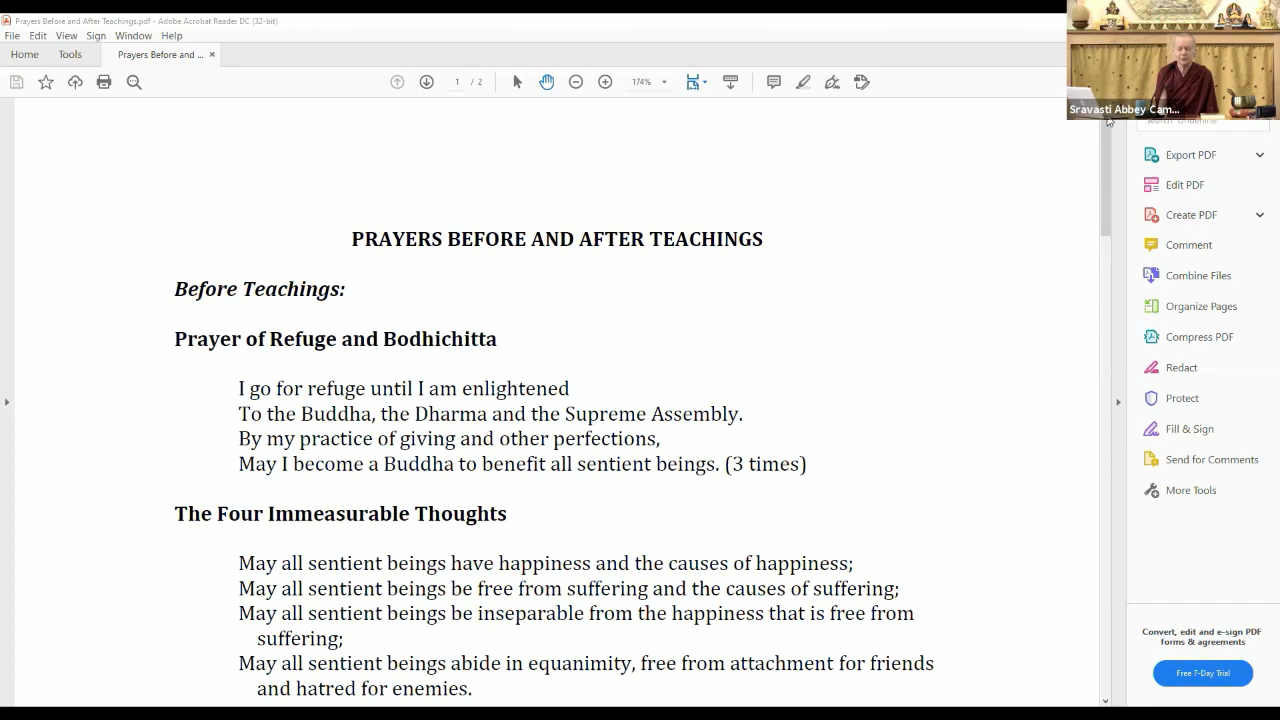 Prayers Before and After Teachings.pdf - Adobe Acrobat Reader DC (32-bit)
File Edit View Sign Window Help
Home Tools Prayers Before and ... ×
1 / 2 174%
Sravasti Abbey Cam...
Export PDF
Edit PDF
Create PDF
Comment
Combine Files
Organize Pages
Compress PDF
Redact
Protect
Fill & Sign
Send for Comments
More Tools
Convert, edit and e-sign PDF
forms & agreements
Free 7-Day Trial
PRAYERS BEFORE AND AFTER TEACHINGS
Before Teachings:
Prayer of Refuge and Bodhichitta
I go for refuge until I am enlightened
To the Buddha, the Dharma and the Supreme Assembly.
By my practice of giving and other perfections,
May I become a Buddha to benefit all sentient beings. (3 times)
The Four Immeasurable Thoughts
May all sentient beings have happiness and the causes of happiness;
May all sentient beings be free from suffering and the causes of suffering;
May all sentient beings be inseparable from the happiness that is free from
suffering;
May all sentient beings abide in equanimity, free from attachment for friends
and hatred for enemies.